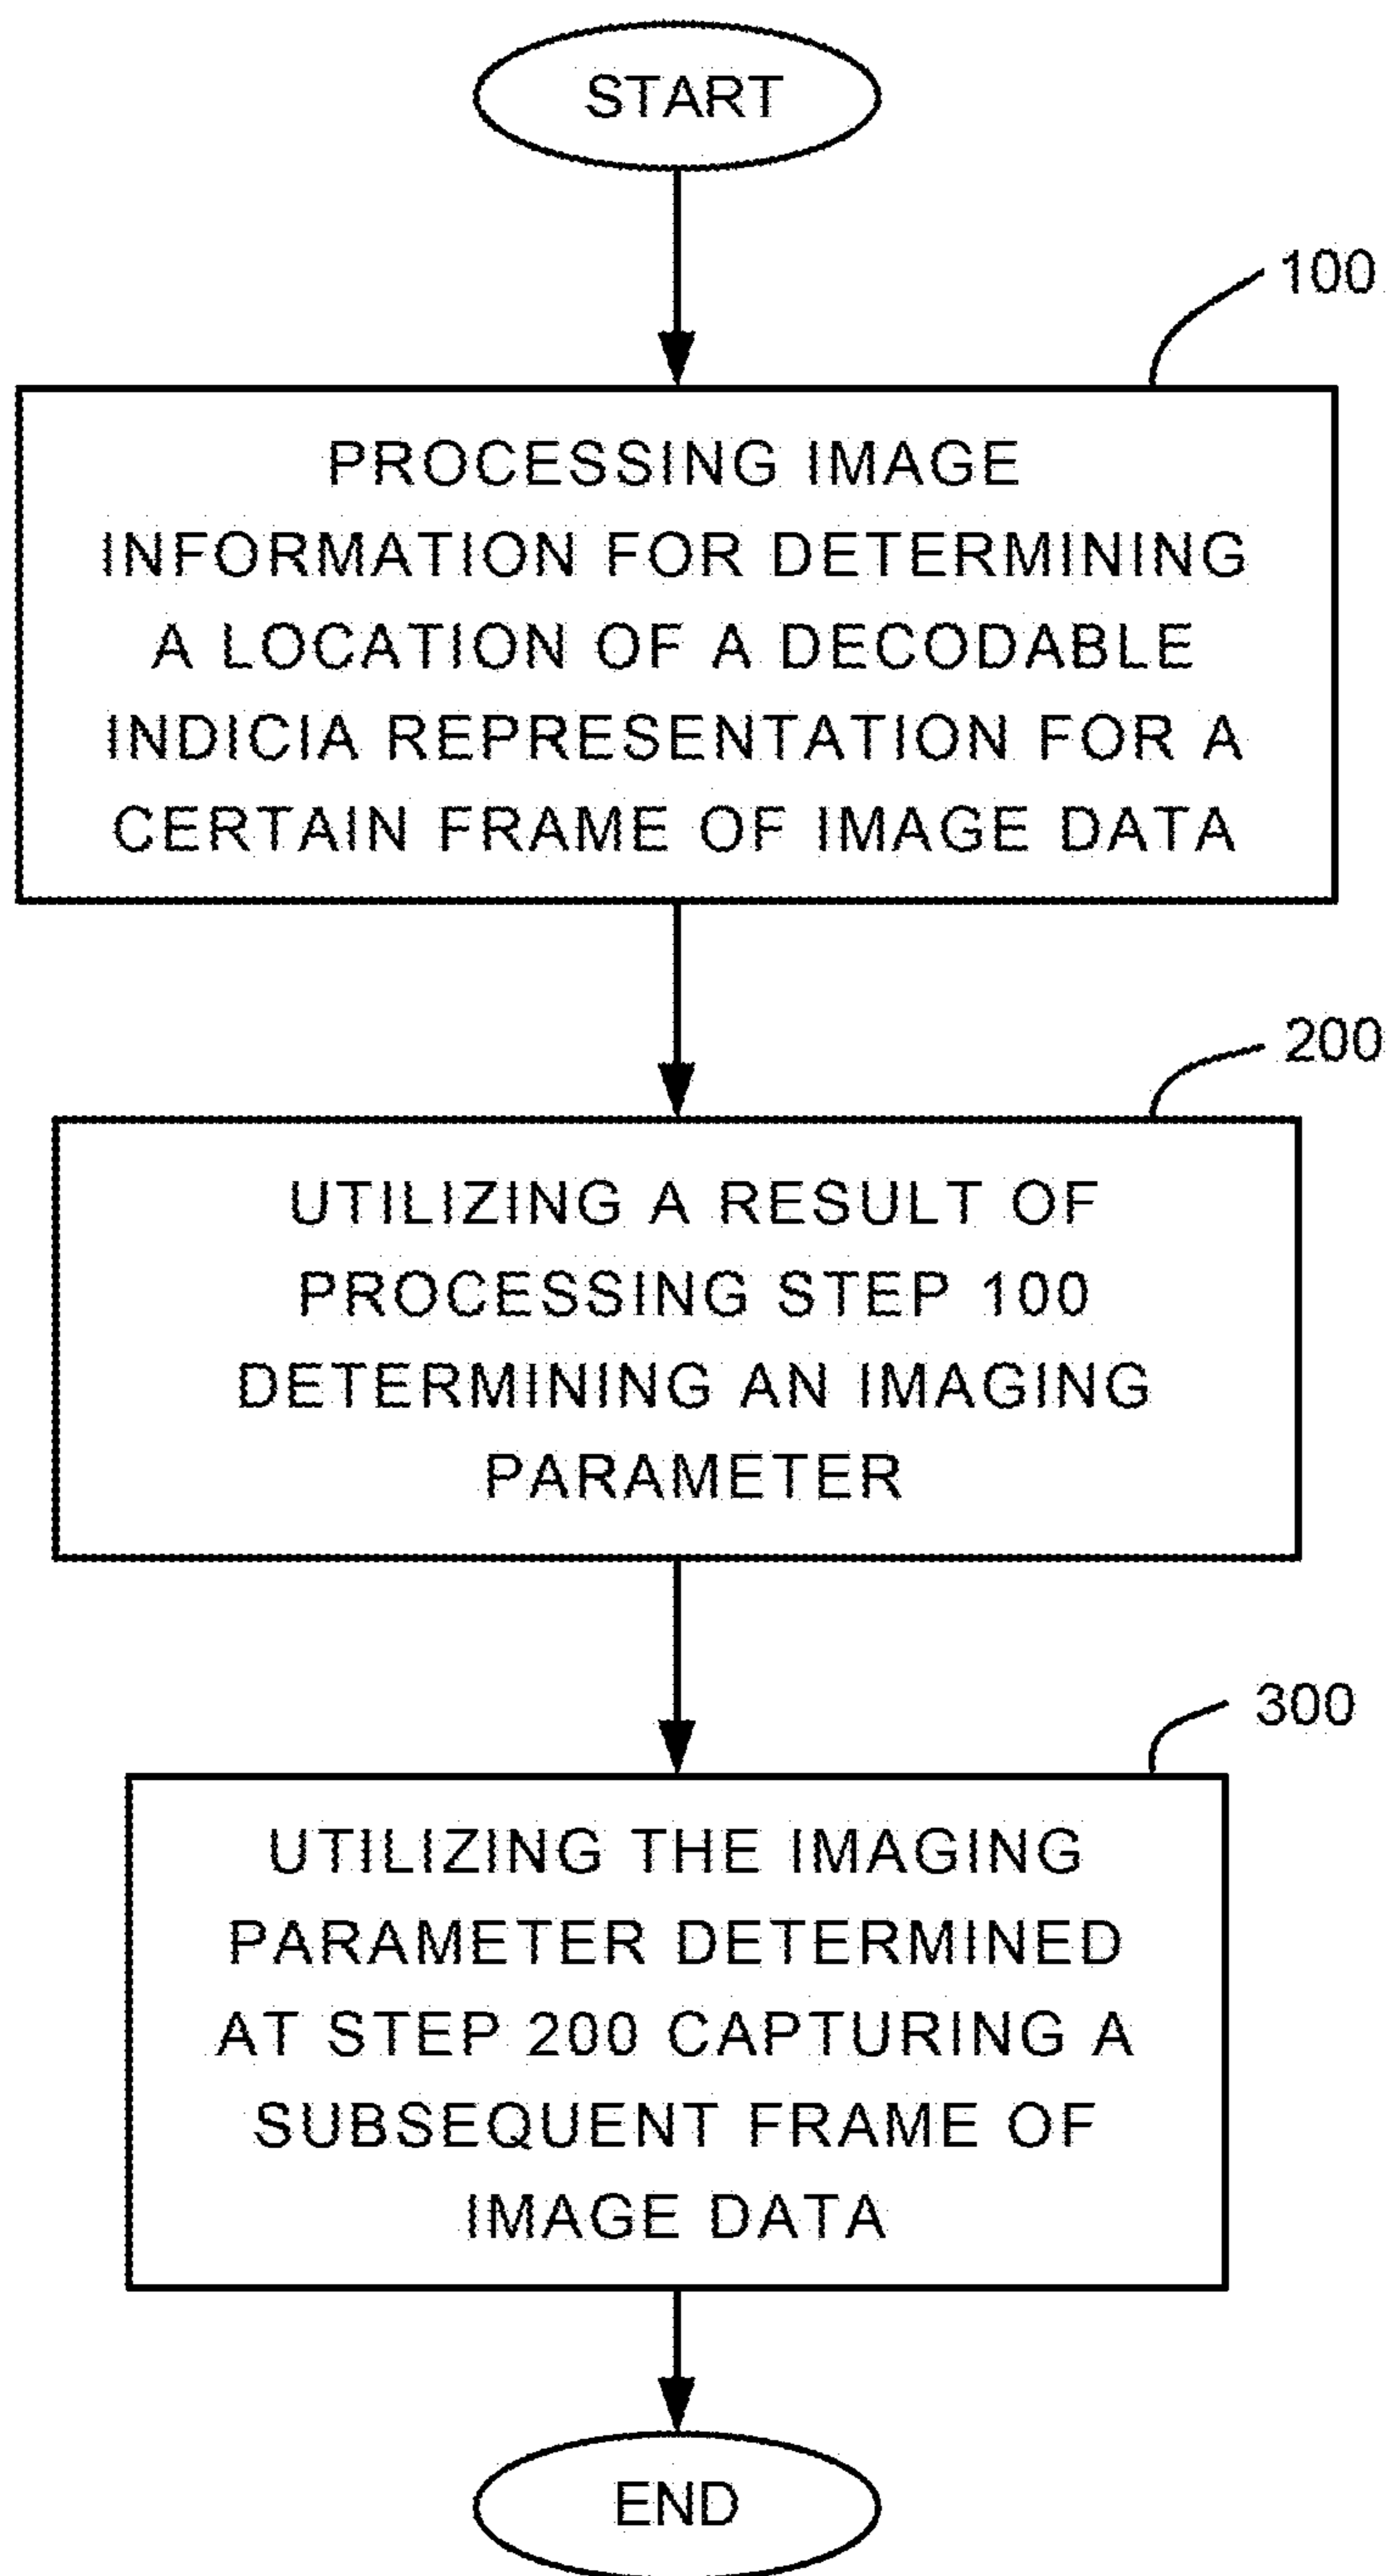 START
100
PROCESSING IMAGE
INFORMATION FOR DETERMINING
A LOCATION OF A DECODABLE
INDICIA REPRESENTATION FOR A
CERTAIN FRAME OF IMAGE DATA
200
UTILIZING A RESULT OF
PROCESSING STEP 100
DETERMINING AN IMAGING
PARAMETER
300
UTILIZING THE IMAGING
PARAMETER DETERMINED
AT STEP 200 CAPTURING A
SUBSEQUENT FRAME OF
IMAGE DATA
END